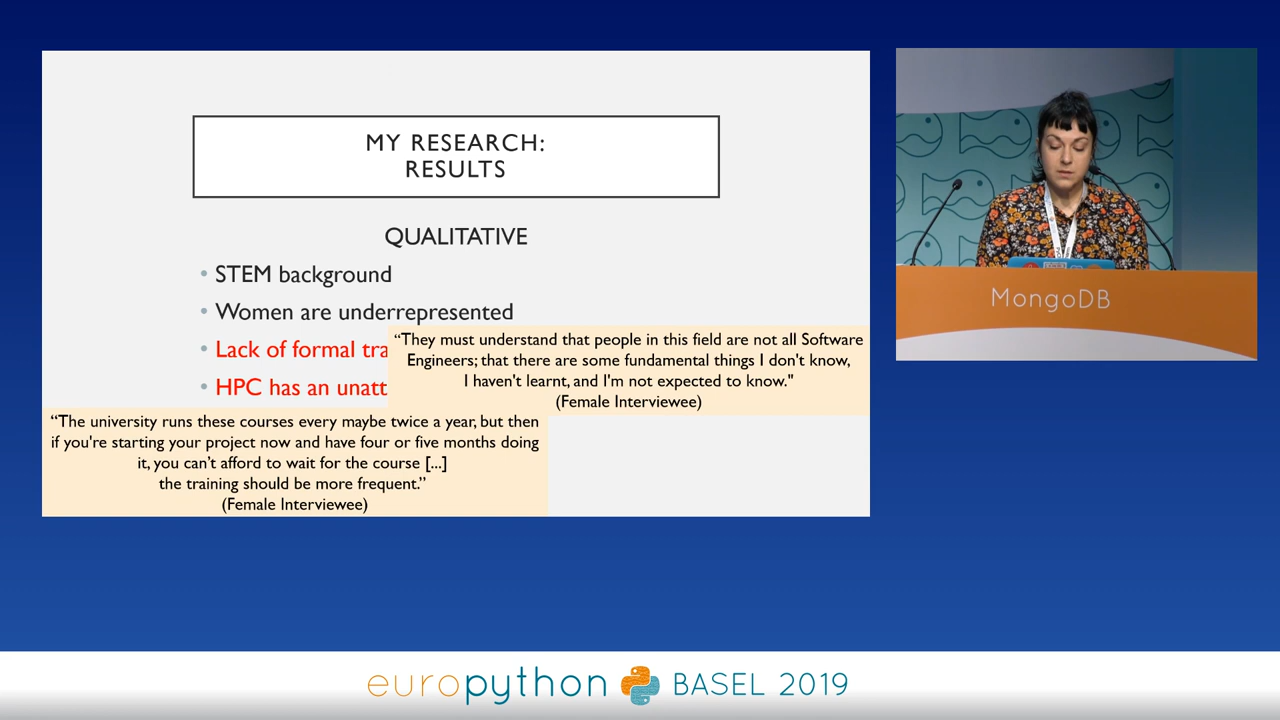 MY RESEARCH:
RESULTS
QUALITATIVE
• STEM background
• Women are underrepresented
• Lack of formal
• HPC has an
“They must understand that people in this field are not all Software
Engineers; that there are some fundamental things I don't know,
I haven't learnt, and I'm not expected to know."
(Female Interviewee)
“The university runs these courses every maybe twice a year, but then
if you're starting your project now and have four or five months doing
it, you can’t afford to wait for the course [...]
the training should be more frequent.”
(Female Interviewee)
MongoDB
europython BASEL 2019